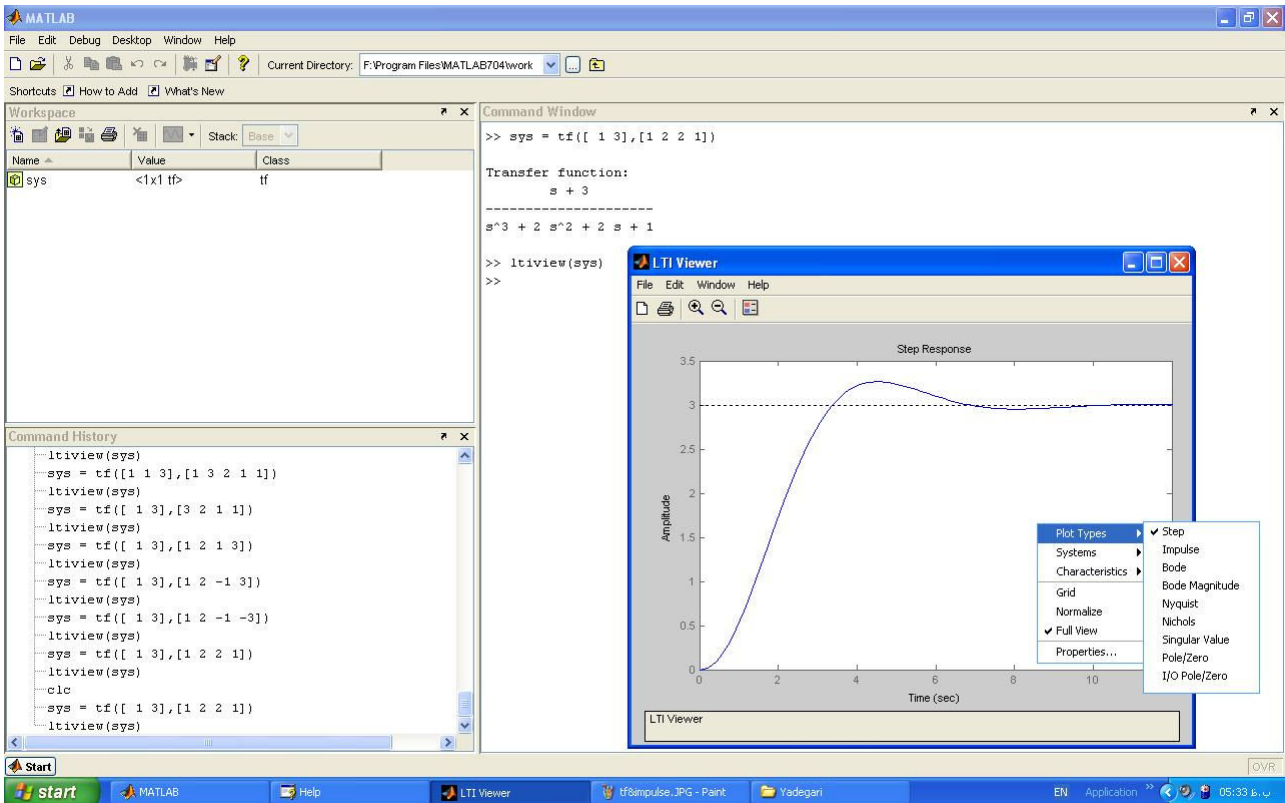 MATLAB
File Edit Debug Desktop Window Help
Current Directory: F:\Program Files\MATLAB704\work
Shortcuts How to Add What's New
Workspace
Stack: Base
Name Value Class
sys <1x1 tf> tf
Command History
ltiview(sys)
sys = tf([1 1 3],[1 3 2 1 1])
ltiview(sys)
sys = tf([ 1 3],[3 2 1 1])
ltiview(sys)
sys = tf([ 1 3],[1 2 1 3])
ltiview(sys)
sys = tf([ 1 3],[1 2 -1 3])
ltiview(sys)
sys = tf([ 1 3],[1 2 -1 -3])
ltiview(sys)
sys = tf([ 1 3],[1 2 2 1])
ltiview(sys)
clc
sys = tf([ 1 3],[1 2 2 1])
ltiview(sys)
Command Window
>> sys = tf([ 1 3],[1 2 2 1])
Transfer function:
s + 3
---------------------
s^3 + 2 s^2 + 2 s + 1
>> ltiview(sys)
>>
LTI Viewer
File Edit Window Help
Step Response
3.5
3
2.5
2
1.5
1
0.5
0
Amplitude
0 2 4 6 8 10
Time (sec)
LTI Viewer
Plot Types
Systems
Characteristics
Grid
Normalize
Full View
Properties...
Step
Impulse
Bode
Bode Magnitude
Nyquist
Nichols
Singular Value
Pole/Zero
I/O Pole/Zero
Start
OVR
start MATLAB Help LTI Viewer tf8impulse.JPG - Paint Yadegari EN Application 05:33 ب.ظ